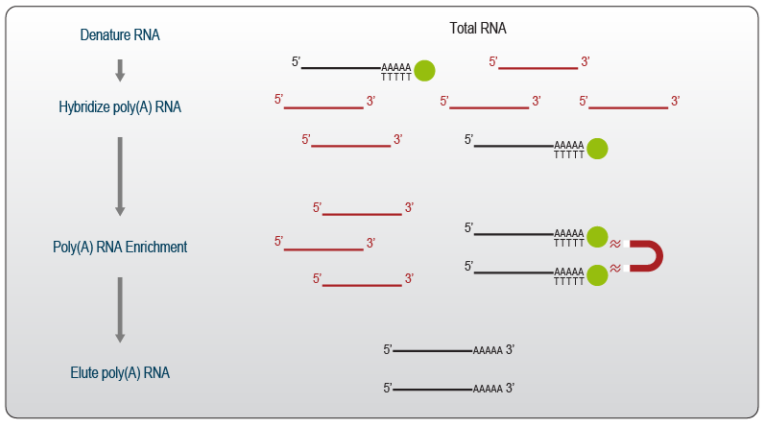 Denature RNA
Total RNA
5' AAAAA
TTTTT
5' 3'
Hybridize poly(A) RNA
5' 3'
5' 3'
5' 3'
5' 3'
5' AAAAA
TTTTT
5' 3'
5' AAAAA
TTTTT
Poly(A) RNA Enrichment
5' 3'
5' AAAAA
TTTTT
5' 3'
5' AAAAA 3'
Elute poly(A) RNA
5' AAAAA 3'